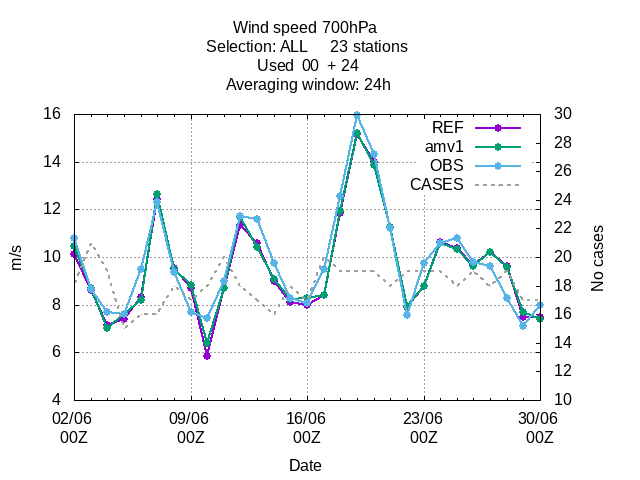 Wind speed 700hPa
Selection: ALL 23 stations
Used 00 + 24
Averaging window: 24h
REF
amv1
OBS
CASES
16
14
12
10
8
6
4
30
28
26
24
22
20
18
16
14
12
10
m/s
No cases
02/06 09/06 16/06 23/06 30/06
00Z 00Z 00Z 00Z 00Z
Date